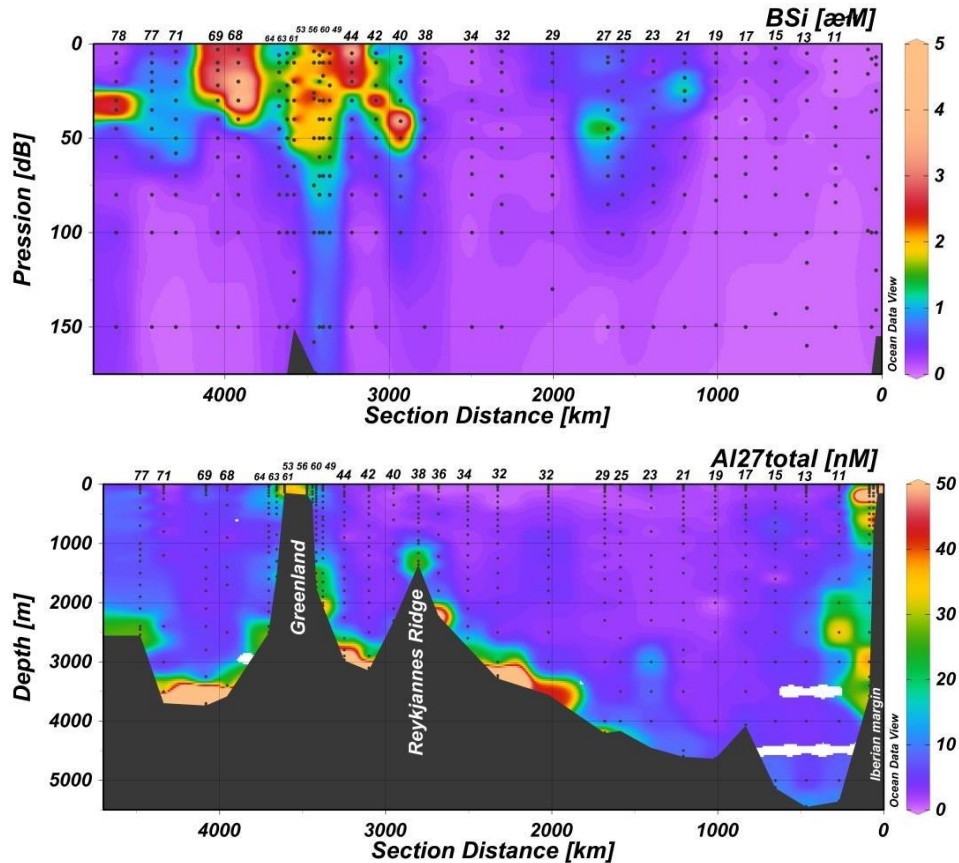 BSi [æM]
78 77 71 69 68 64 63 61 53 56 60 49 44 42 40 38 34 32 29 27 25 21 19 17 15 13 11
0
50
100
150
Pression [dB]
4000 3000 2000 1000 0
Section Distance [km]
5
4
3
2
1
0
Ocean Data View
Al27total [nM]
77 71 69 68 64 63 61 53 56 60 49 44 42 40 38 36 34 32 02 29 25 23 21 19 17 15 13 11
0
1000
2000
3000
4000
5000
Depth [m]
Greenland
Reykjannes Ridge
Iberian margin
4000 3000 2000 1000 0
Section Distance [km]
50
40
30
20
10
0
Ocean Data View